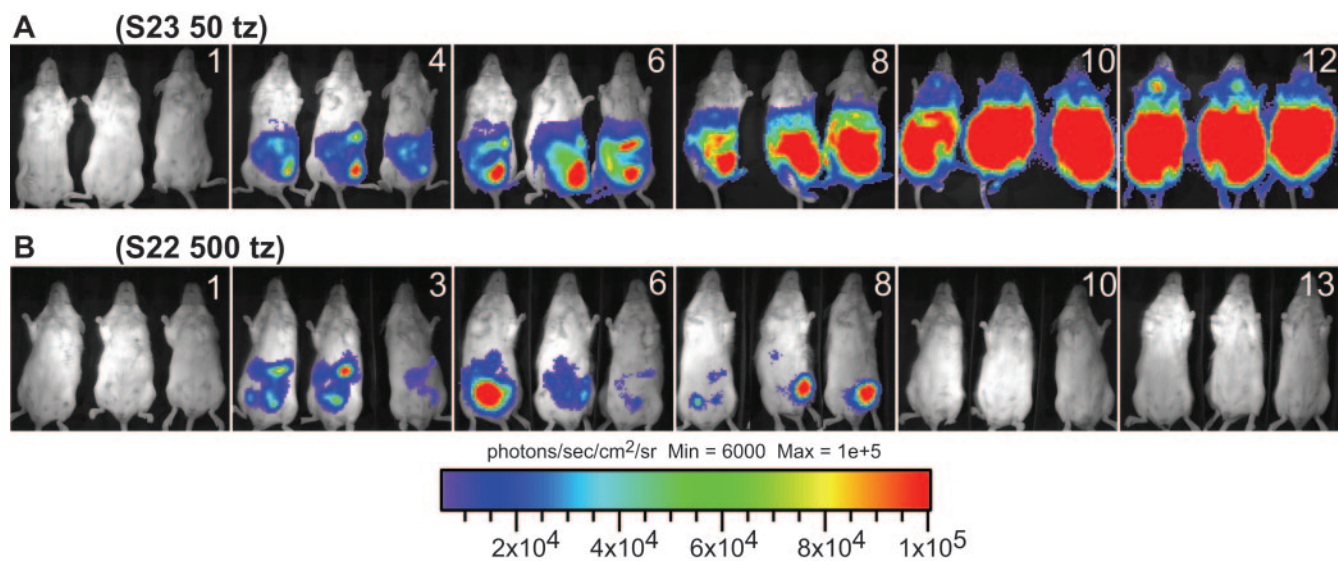 A (S23 50 tz)
1 4 6 8 10 12
B (S22 500 tz)
1 3 6 8 10 13
photons/sec/cm²/sr Min = 6000 Max = 1e+5
2x10⁴ 4x10⁴ 6x10⁴ 8x10⁴ 1x10⁵